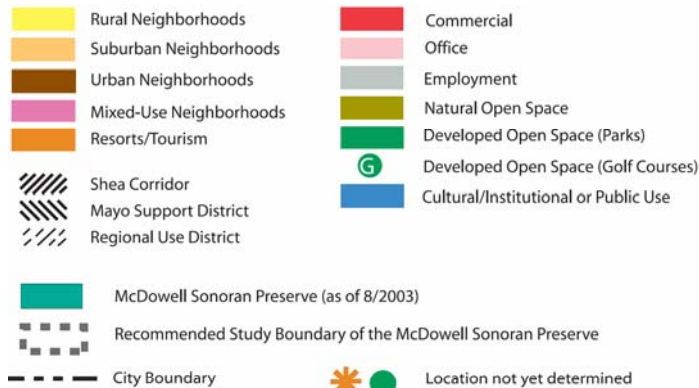 Rural Neighborhoods
Suburban Neighborhoods
Urban Neighborhoods
Mixed-Use Neighborhoods
Resorts/Tourism
Shea Corridor
Mayo Support District
Regional Use District
Commercial
Office
Employment
Natural Open Space
Developed Open Space (Parks)
G Developed Open Space (Golf Courses)
Cultural/Institutional or Public Use
McDowell Sonoran Preserve (as of 8/2003)
Recommended Study Boundary of the McDowell Sonoran Preserve
City Boundary
Location not yet determined